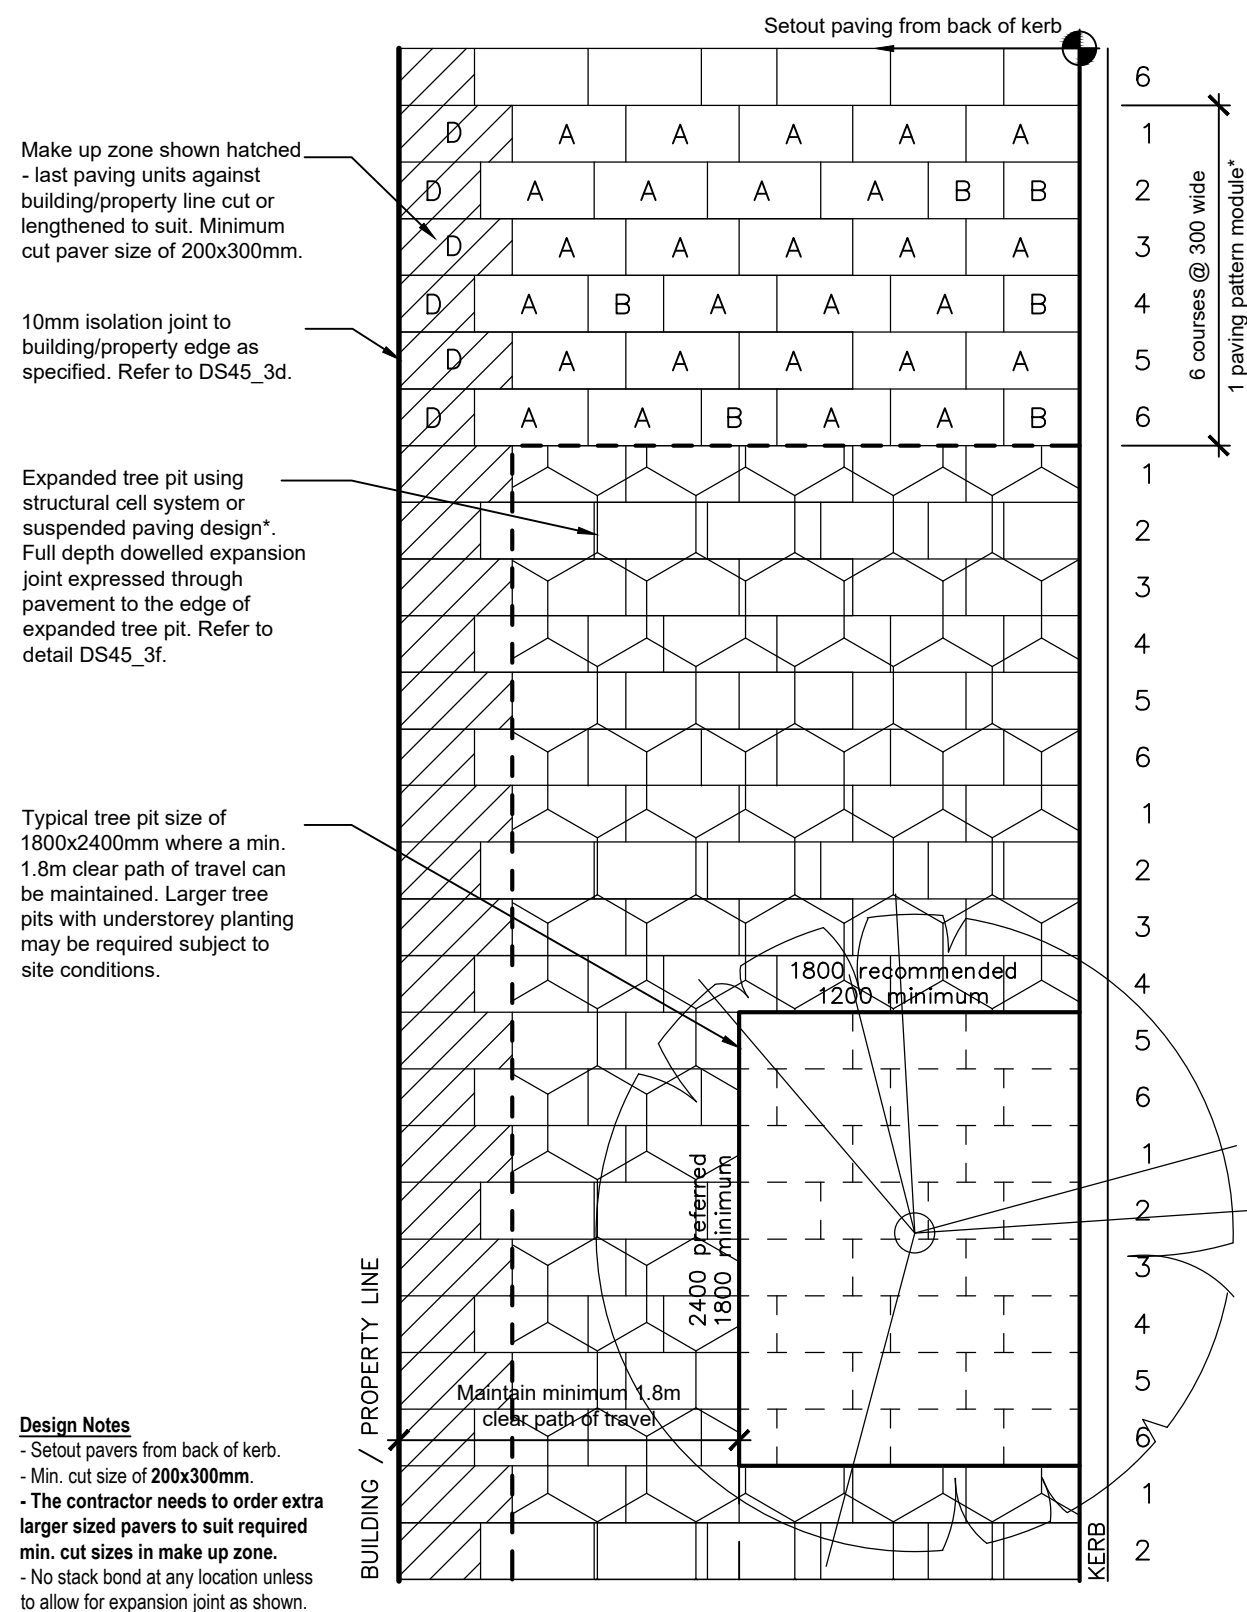 Setout paving from back of kerb
6
Make up zone shown hatched
- last paving units against
building/property line cut or
lengthened to suit. Minimum
cut paver size of 200x300mm.
10mm isolation joint to
building/property edge as
specified. Refer to DS45_3d.
Expanded tree pit using
structural cell system or
suspended paving design*.
Full depth dowelled expansion
joint expressed through
pavement to the edge of
expanded tree pit. Refer to
detail DS45_3f.
Typical tree pit size of
1800x2400mm where a min.
1.8m clear path of travel can
be maintained. Larger tree
pits with understorey planting
may be required subject to
site conditions.
D A A A A A 1
D A A A A B B 2
D A A A A A 3
D A B A A A B 4
D A A A A A 5
D A A B A A B 6
6 courses @ 300 wide
1 paving pattern module*
1
2
3
4
5
6
1
2
3
4
5
6
1
2
3
4
5
6
1
2
1800 recommended
1200 minimum
2400 preferred
1800 minimum
Maintain minimum 1.8m
clear path of travel
BUILDING / PROPERTY LINE
KERB
Design Notes
- Setout pavers from back of kerb.
- Min. cut size of 200x300mm.
- The contractor needs to order extra
larger sized pavers to suit required
min. cut sizes in make up zone.
- No stack bond at any location unless
to allow for expansion joint as shown.